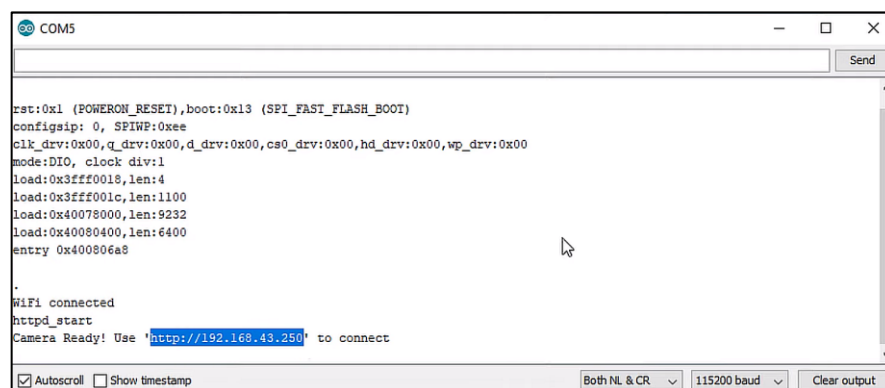 COM5
Send
rst:0x1 (POWERON_RESET),boot:0x13 (SPI_FAST_FLASH_BOOT)
configsip: 0, SPIWP:0xee
clk_drv:0x00,q_drv:0x00,d_drv:0x00,cs0_drv:0x00,hd_drv:0x00,wp_drv:0x00
mode:DIO, clock div:1
load:0x3fff0018,len:4
load:0x3fff001c,len:1100
load:0x40078000,len:9232
load:0x40080400,len:6400
entry 0x400806a8
.
WiFi connected
httpd_start
Camera Ready! Use 'http://192.168.43.250' to connect
Autoscroll Show timestamp Both NL & CR 115200 baud Clear output